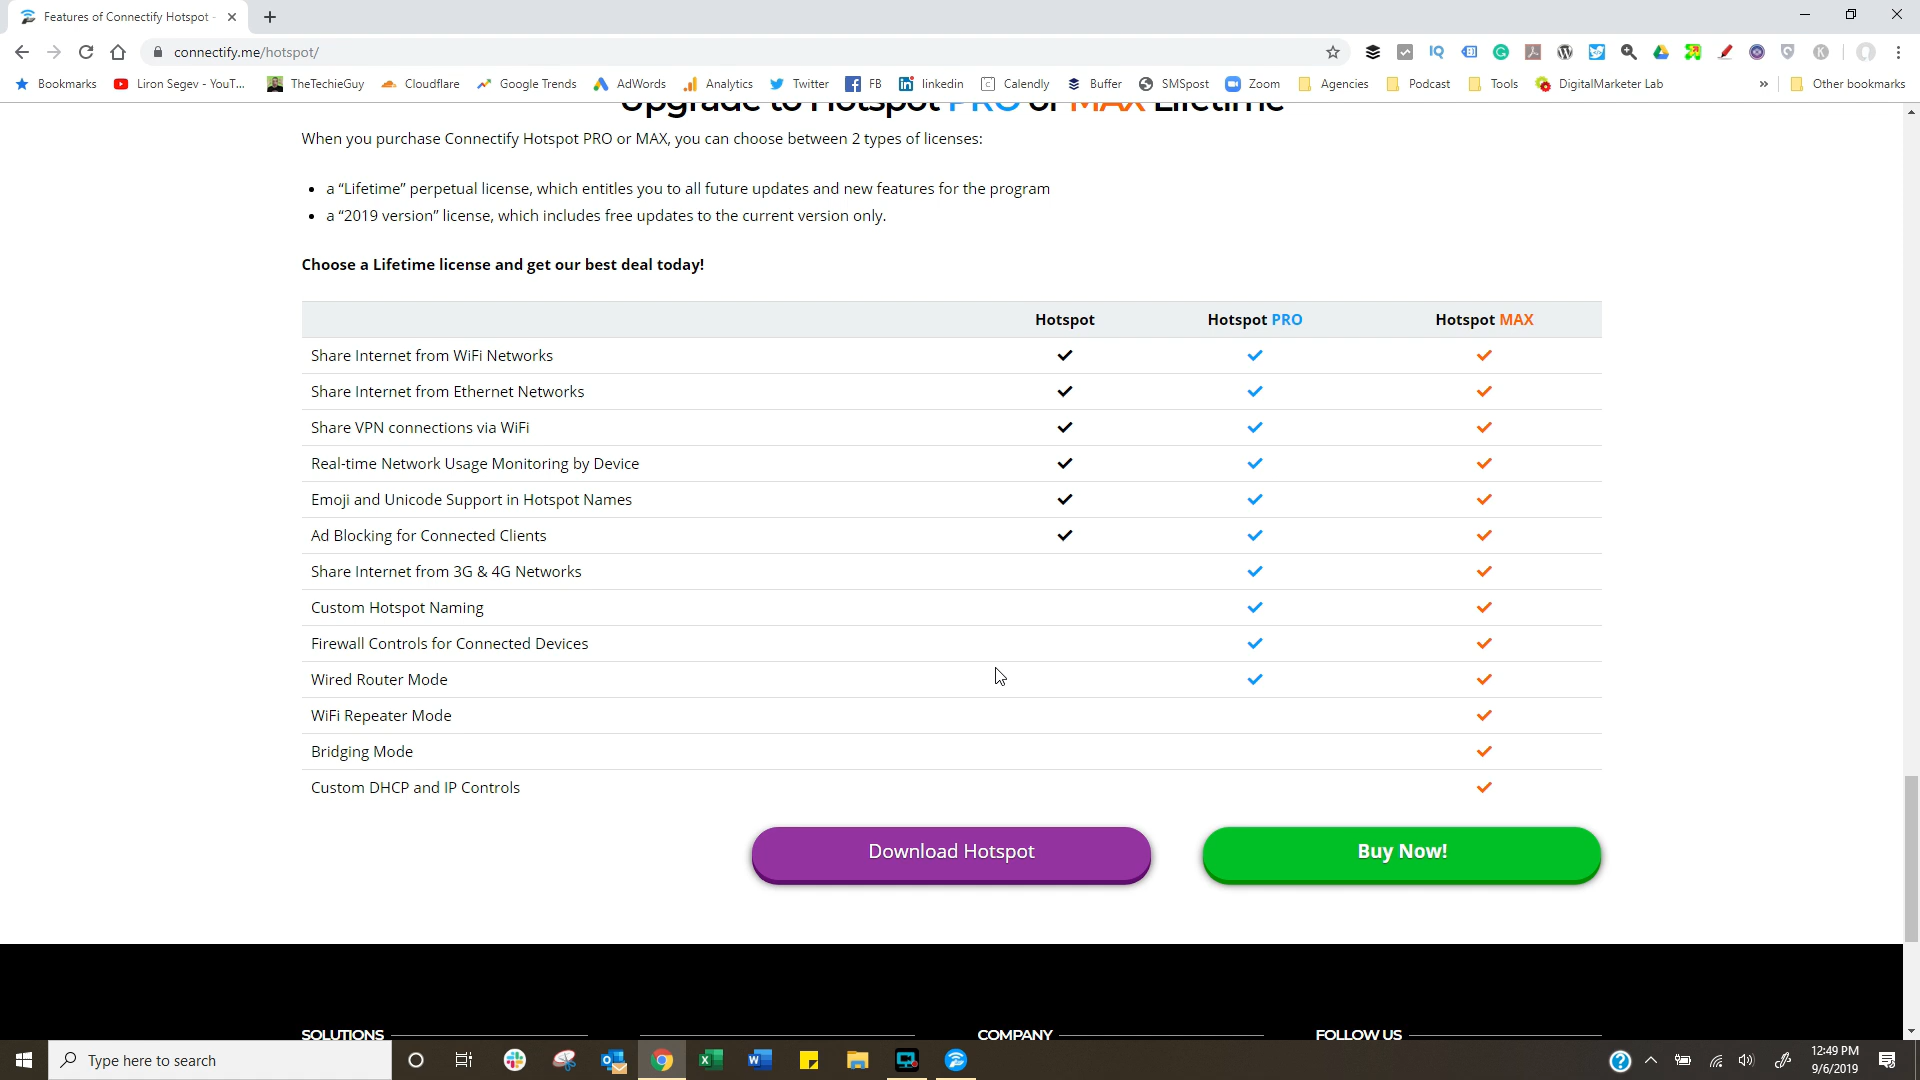 Features of Connectify Hotspot -
connectify.me/hotspot/
Bookmarks Liron Segev - YouT... TheTechieGuy Cloudflare Google Trends AdWords Analytics Twitter FB linkedin Calendly Buffer SMSpost Zoom Agencies Podcast Tools DigitalMarketer Lab » Other bookmarks
Upgrade to Hotspot PRO or MAX Lifetime
When you purchase Connectify Hotspot PRO or MAX, you can choose between 2 types of licenses:
• a “Lifetime” perpetual license, which entitles you to all future updates and new features for the program
• a “2019 version” license, which includes free updates to the current version only.
Choose a Lifetime license and get our best deal today!
Hotspot Hotspot PRO Hotspot MAX
Share Internet from WiFi Networks
Share Internet from Ethernet Networks
Share VPN connections via WiFi
Real-time Network Usage Monitoring by Device
Emoji and Unicode Support in Hotspot Names
Ad Blocking for Connected Clients
Share Internet from 3G & 4G Networks
Custom Hotspot Naming
Firewall Controls for Connected Devices
Wired Router Mode
WiFi Repeater Mode
Bridging Mode
Custom DHCP and IP Controls
Download Hotspot Buy Now!
SOLUTIONS COMPANY FOLLOW US
Type here to search
12:49 PM
9/6/2019